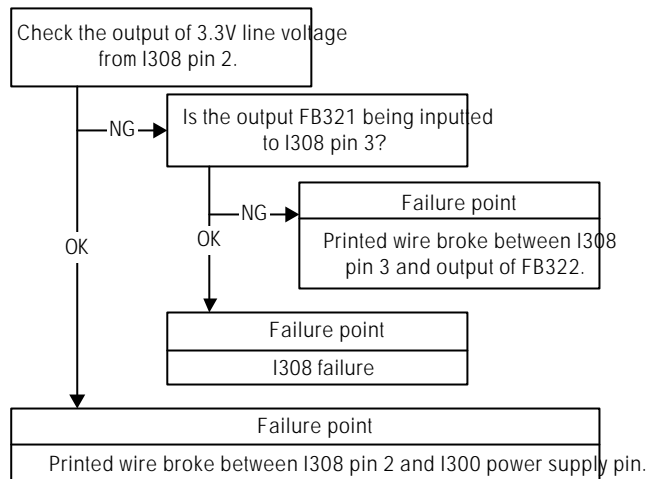 Check the output of 3.3V line voltage
from I308 pin 2.
NG
Is the output FB321 being inputted
to I308 pin 3?
NG
Failure point
Printed wire broke between I308
pin 3 and output of FB322.
OK
OK
Failure point
I308 failure
Failure point
Printed wire broke between I308 pin 2 and I300 power supply pin.